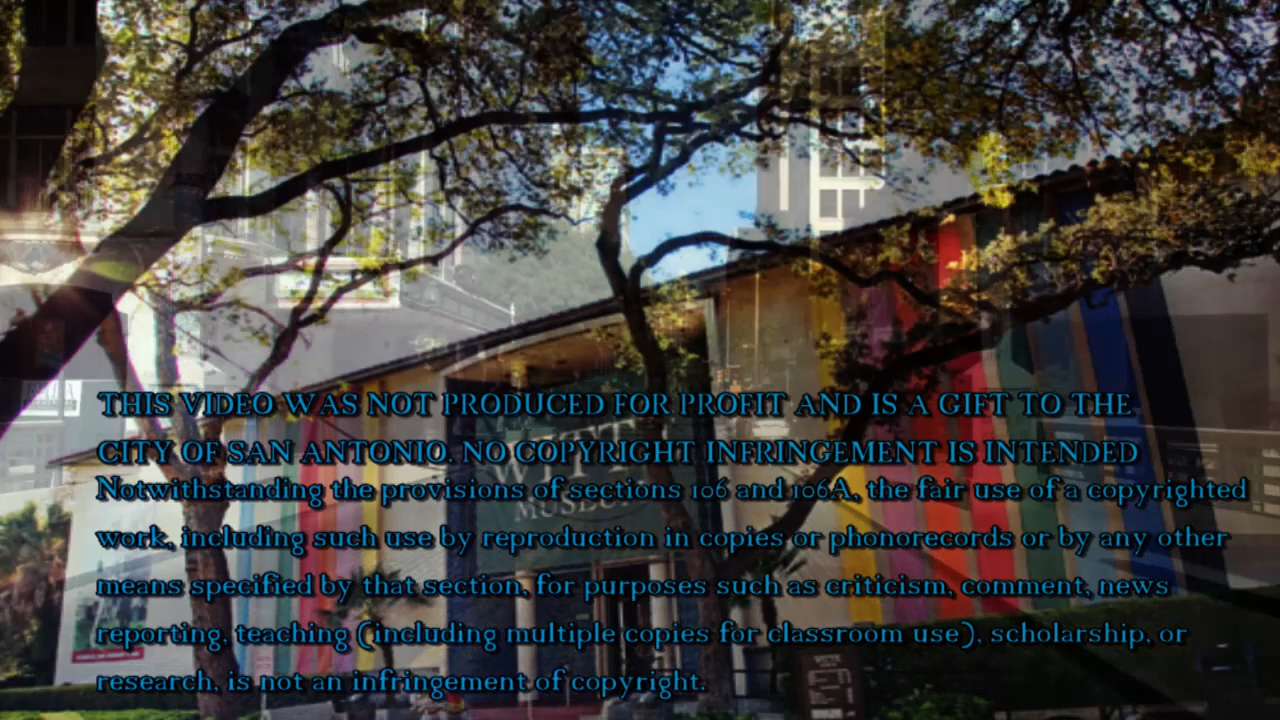 THIS VIDEO WAS NOT PRODUCED FOR PROFIT AND IS A GIFT TO THE
CITY OF SAN ANTONIO. NO COPYRIGHT INFRINGEMENT IS INTENDED
WITTE
MUSEUM
Notwithstanding the provisions of sections 106 and 106A, the fair use of a copyrighted
work, including such use by reproduction in copies or phonorecords or by any other
means specified by that section, for purposes such as criticism, comment, news
reporting, teaching (including multiple copies for classroom use), scholarship, or
research, is not an infringement of copyright.